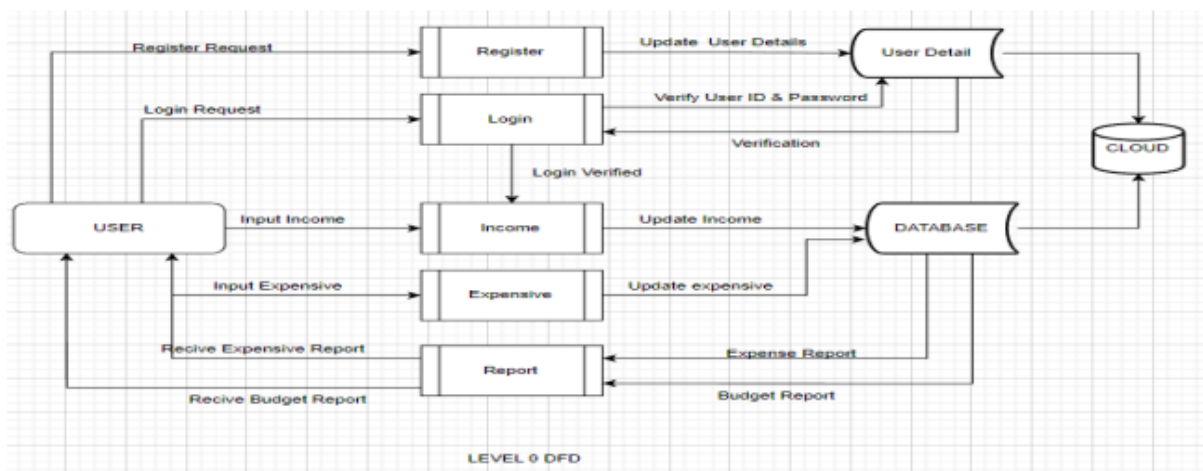 Register Request
Register
Update User Details
User Detail
Login Request
Login
Verify User ID & Password
Verification
CLOUD
Login Verified
USER
Input Income
Income
Update Income
DATABASE
Input Expensive
Expensive
Update expensive
Recive Expensive Report
Report
Expense Report
Recive Budget Report
Budget Report
LEVEL 0 DFD